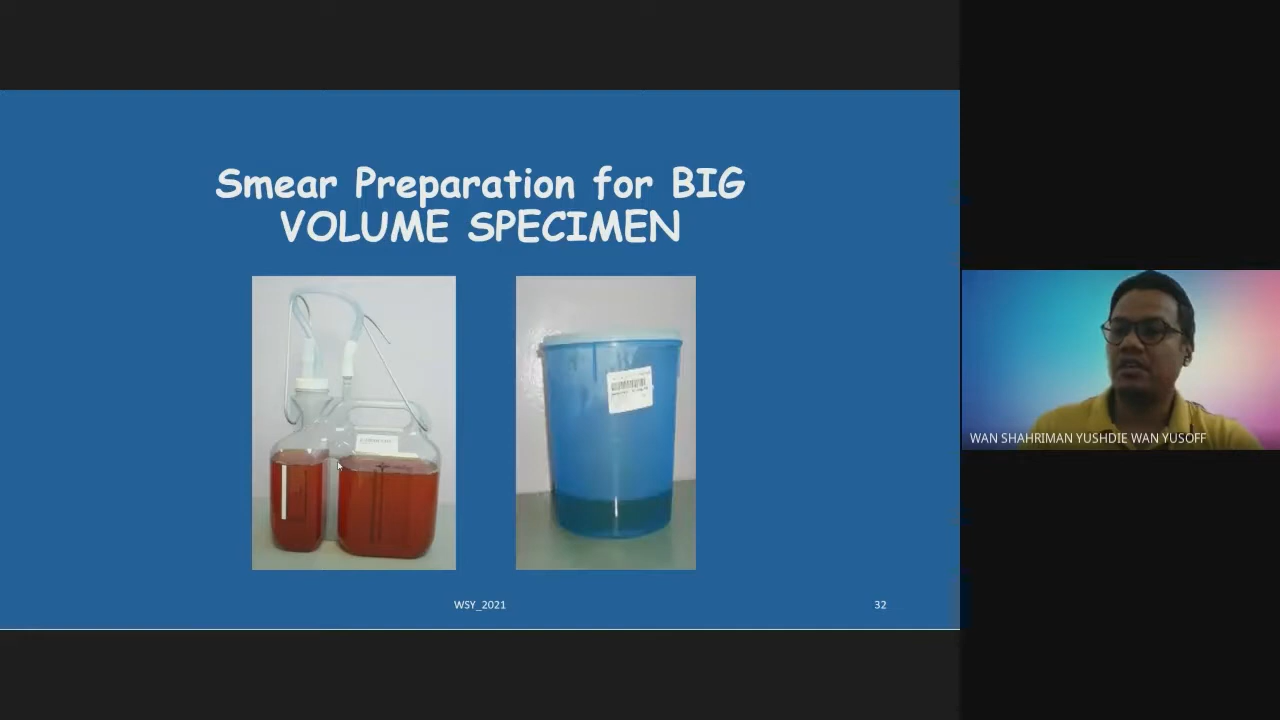 Smear Preparation for BIG
VOLUME SPECIMEN
WSY_2021
32
WAN SHAHRIMAN YUSHDIE WAN YUSOFF